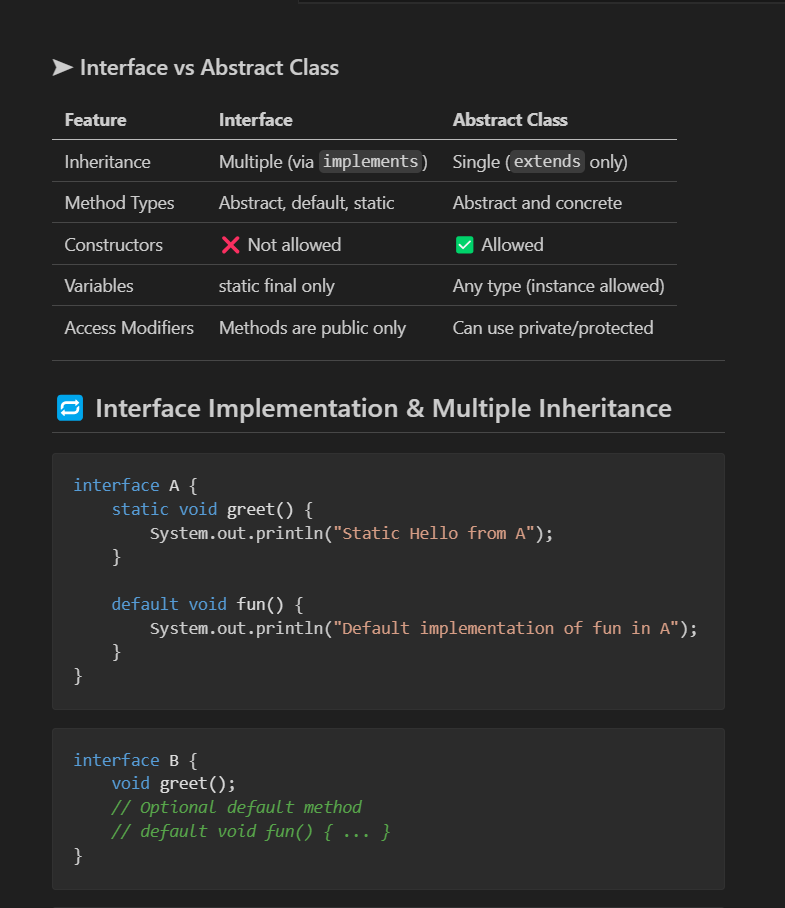 ➤ Interface vs Abstract Class
Feature Interface Abstract Class
Inheritance Multiple (via implements) Single (extends only)
Method Types Abstract, default, static Abstract and concrete
Constructors ❌ Not allowed ✅ Allowed
Variables static final only Any type (instance allowed)
Access Modifiers Methods are public only Can use private/protected
🔁 Interface Implementation & Multiple Inheritance
interface A {
    static void greet() {
        System.out.println("Static Hello from A");
    }
    default void fun() {
        System.out.println("Default implementation of fun in A");
    }
}
interface B {
    void greet();
    // Optional default method
    // default void fun() { ... }
}